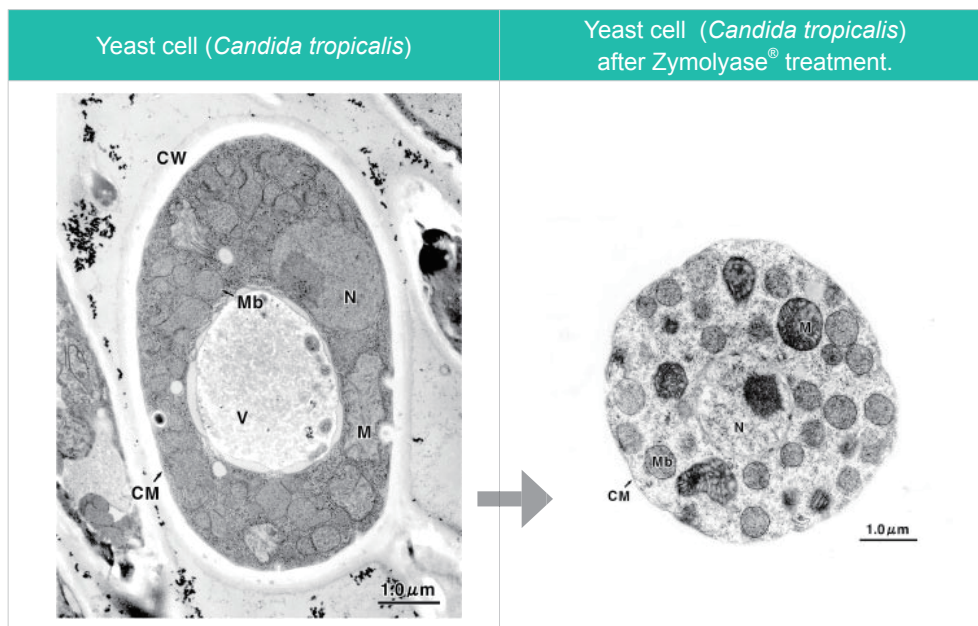 Yeast cell (Candida tropicalis)
Yeast cell (Candida tropicalis)
after Zymolyase® treatment.
CW
N
Mb
V
M
CM
1.0 μm
M
N
Mb
CM
1.0 μm